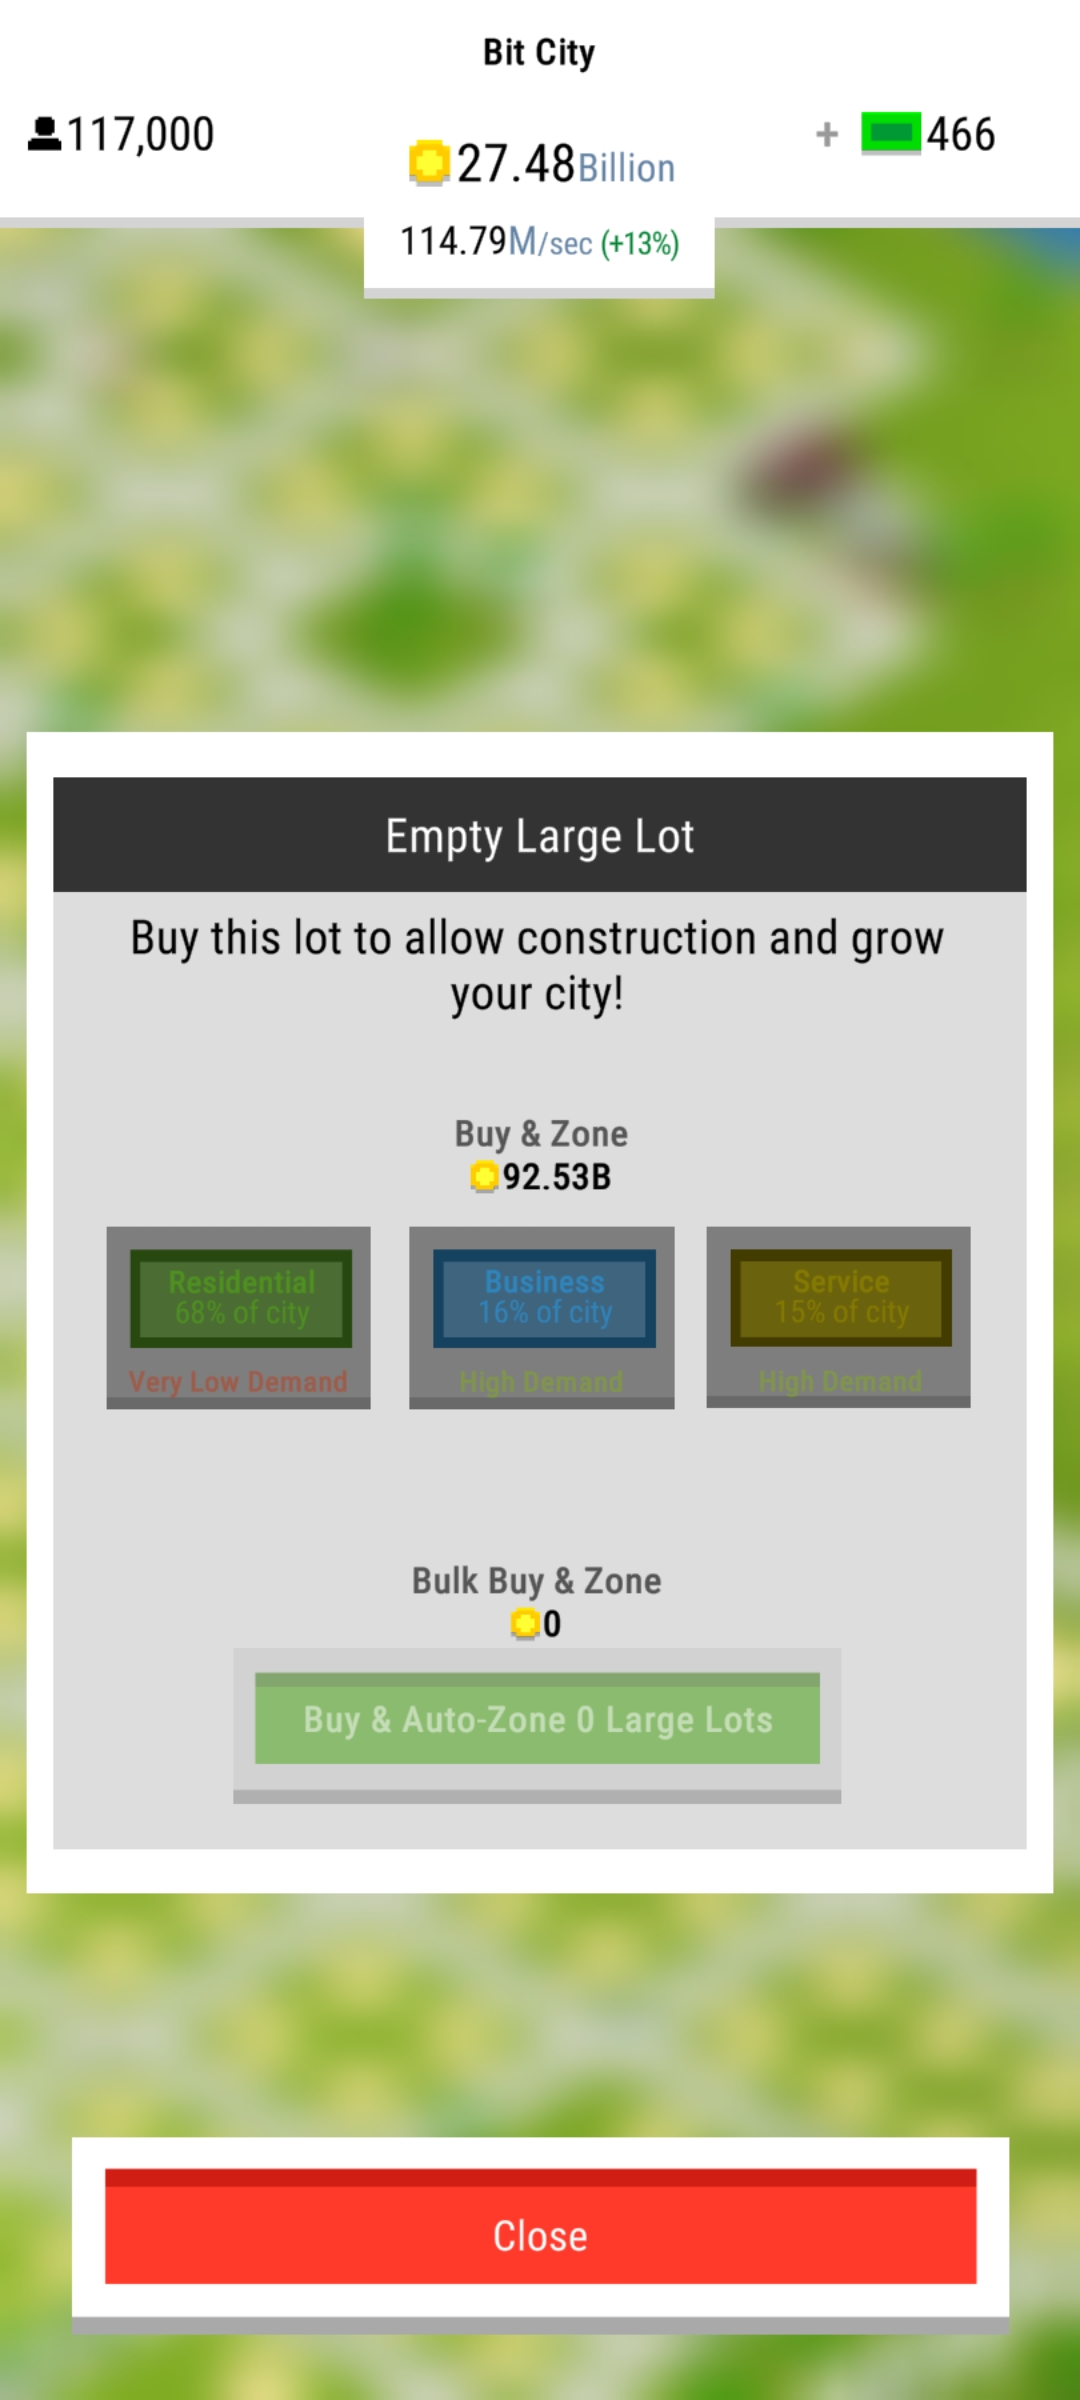 Bit City
117,000
27.48Billion
+ 466
114.79M/sec (+13%)
Empty Large Lot
Buy this lot to allow construction and grow
your city!
Buy & Zone
92.53B
Residential
68% of city
Very Low Demand
Business
16% of city
High Demand
Service
15% of city
High Demand
Bulk Buy & Zone
0
Buy & Auto-Zone 0 Large Lots
Close